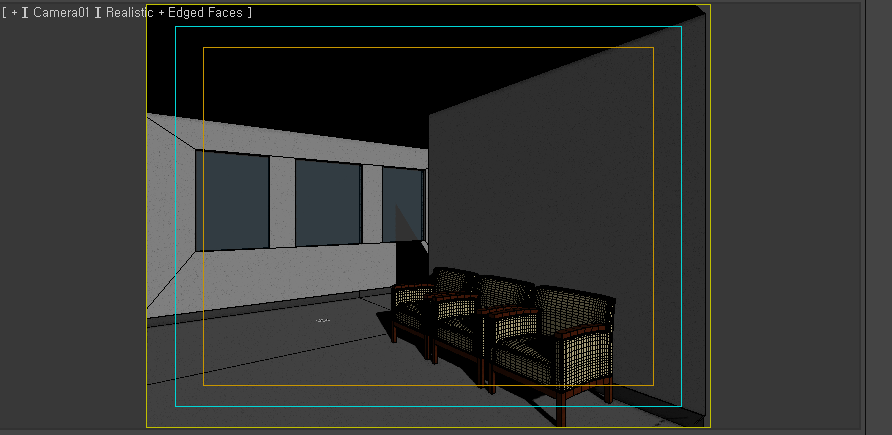 [ + ][ Camera01 ][ Realistic + Edged Faces ]